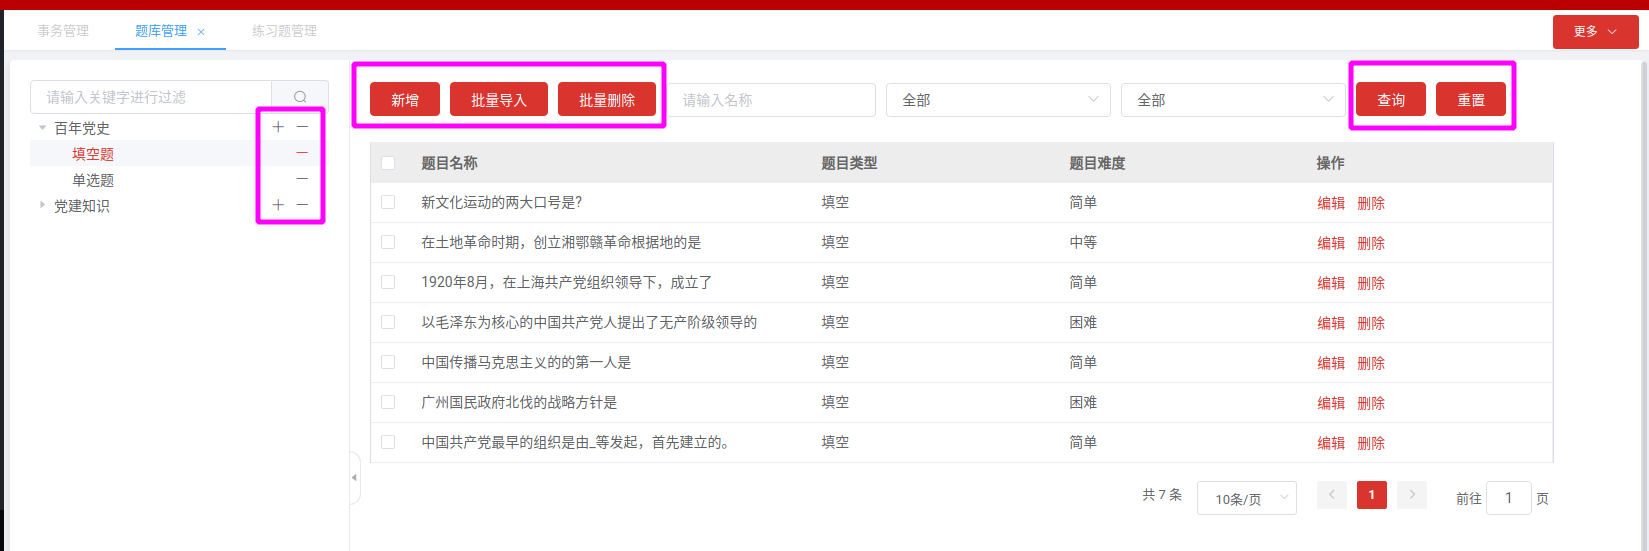 事务管理 题库管理 × 练习题管理 更多
请输入关键字进行过滤
新增 批量导入 批量删除 请输入名称 全部 全部 查询 重置
百年党史 + −
填空题 −
单选题 −
党建知识 + −
题目名称 题目类型 题目难度 操作
新文化运动的两大口号是? 填空 简单 编辑 删除
在土地革命时期，创立湘鄂赣革命根据地的是 填空 中等 编辑 删除
1920年8月，在上海共产党组织领导下，成立了 填空 简单 编辑 删除
以毛泽东为核心的中国共产党人提出了无产阶级领导的 填空 困难 编辑 删除
中国传播马克思主义的的第一人是 填空 简单 编辑 删除
广州国民政府北伐的战略方针是 填空 困难 编辑 删除
中国共产党最早的组织是由_等发起，首先建立的。 填空 简单 编辑 删除
共 7 条 10条/页 < 1 > 前往 1 页